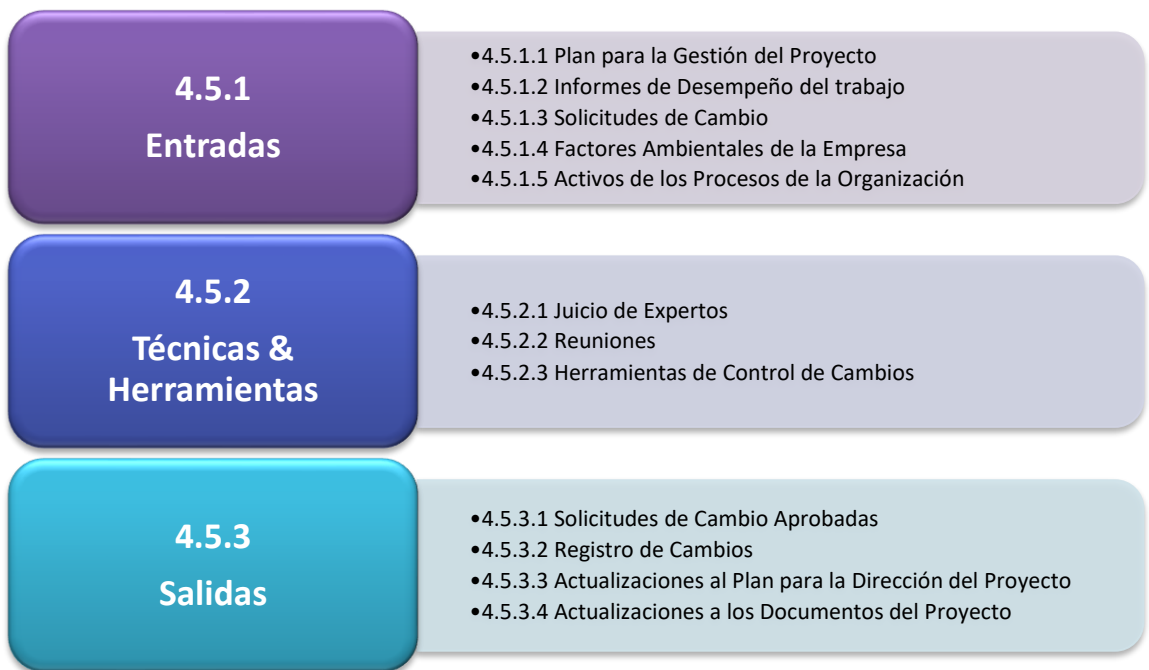 4.5.1
Entradas
•4.5.1.1 Plan para la Gestión del Proyecto
•4.5.1.2 Informes de Desempeño del trabajo
•4.5.1.3 Solicitudes de Cambio
•4.5.1.4 Factores Ambientales de la Empresa
•4.5.1.5 Activos de los Procesos de la Organización
4.5.2
Técnicas &
Herramientas
•4.5.2.1 Juicio de Expertos
•4.5.2.2 Reuniones
•4.5.2.3 Herramientas de Control de Cambios
4.5.3
Salidas
•4.5.3.1 Solicitudes de Cambio Aprobadas
•4.5.3.2 Registro de Cambios
•4.5.3.3 Actualizaciones al Plan para la Dirección del Proyecto
•4.5.3.4 Actualizaciones a los Documentos del Proyecto